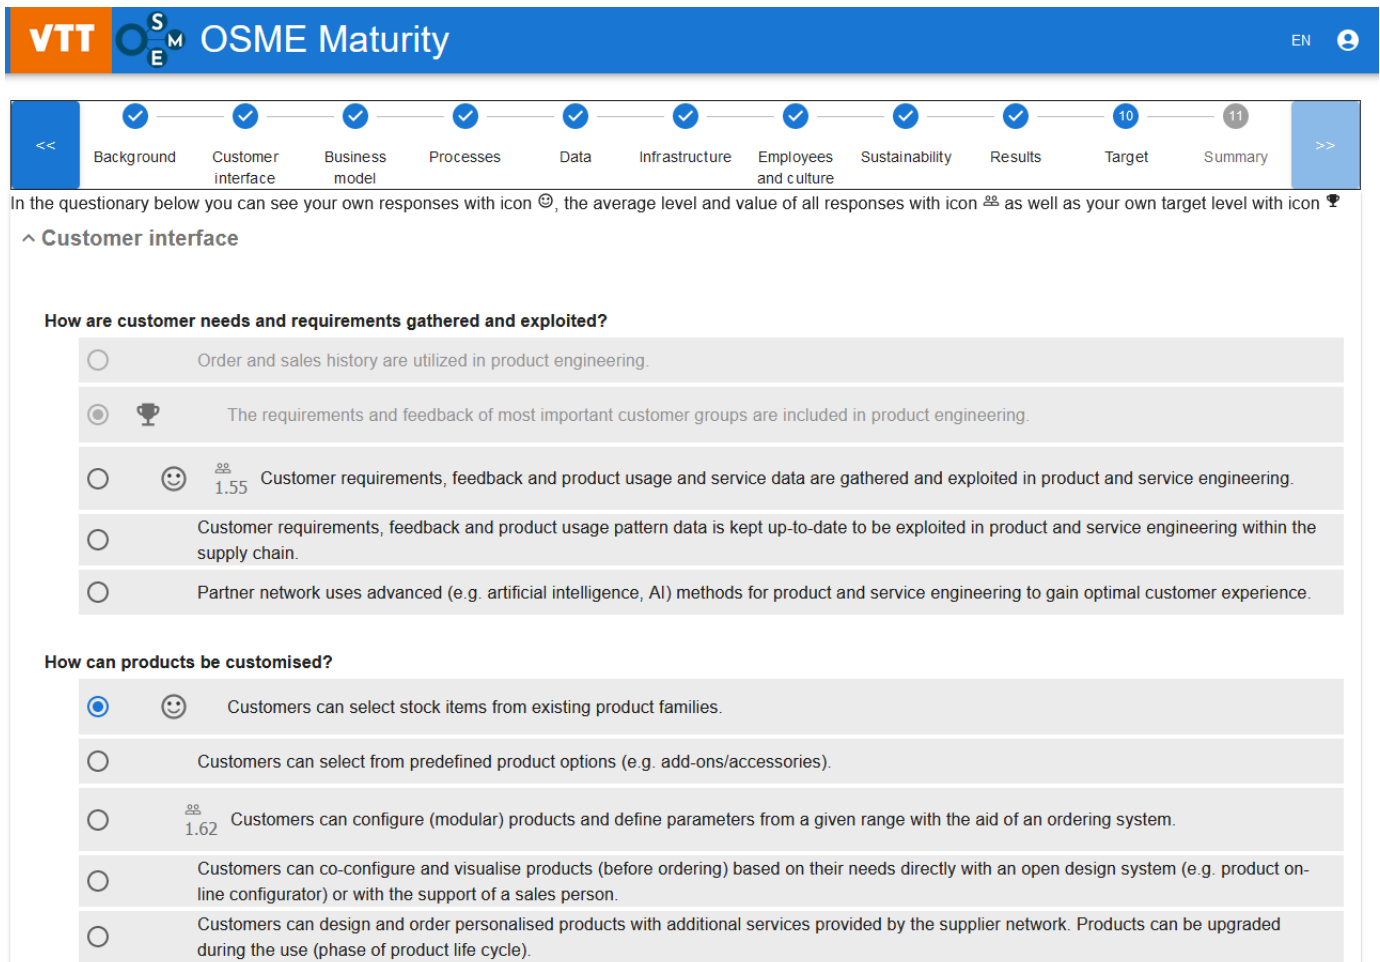 VTT OSME OSME Maturity EN
<< Background Customer interface Business model Processes Data Infrastructure Employees and culture Sustainability Results 10 Target 11 Summary >>
In the questionary below you can see your own responses with icon , the average level and value of all responses with icon as well as your own target level with icon
Customer interface
How are customer needs and requirements gathered and exploited?
Order and sales history are utilized in product engineering.
The requirements and feedback of most important customer groups are included in product engineering.
1.55 Customer requirements, feedback and product usage and service data are gathered and exploited in product and service engineering.
Customer requirements, feedback and product usage pattern data is kept up-to-date to be exploited in product and service engineering within the
supply chain.
Partner network uses advanced (e.g. artificial intelligence, AI) methods for product and service engineering to gain optimal customer experience.
How can products be customised?
Customers can select stock items from existing product families.
Customers can select from predefined product options (e.g. add-ons/accessories).
1.62 Customers can configure (modular) products and define parameters from a given range with the aid of an ordering system.
Customers can co-configure and visualise products (before ordering) based on their needs directly with an open design system (e.g. product on-
line configurator) or with the support of a sales person.
Customers can design and order personalised products with additional services provided by the supplier network. Products can be upgraded
during the use (phase of product life cycle).